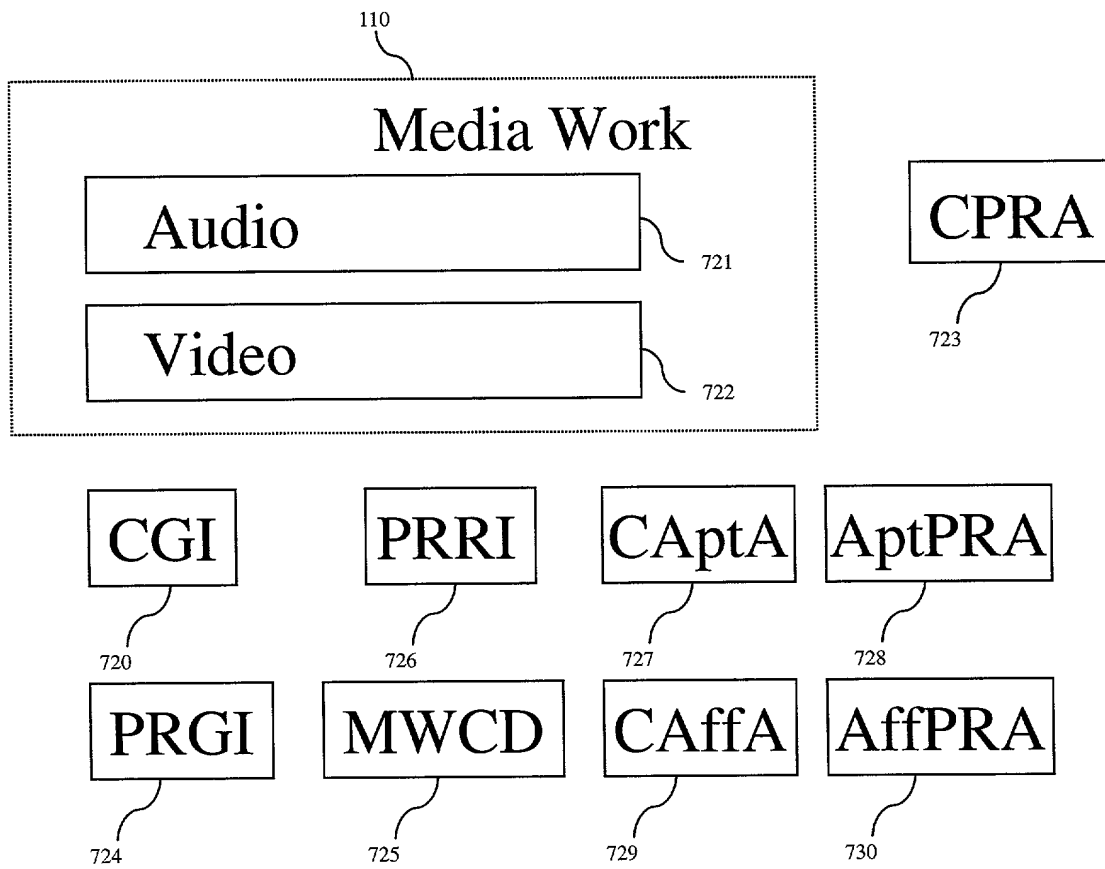 110
Media Work
Audio
721
CPRA
Video
723
722
CGI PRRI CAptA AptPRA
720 726 727 728
PRGI MWCD CAffA AffPRA
724 725 729 730